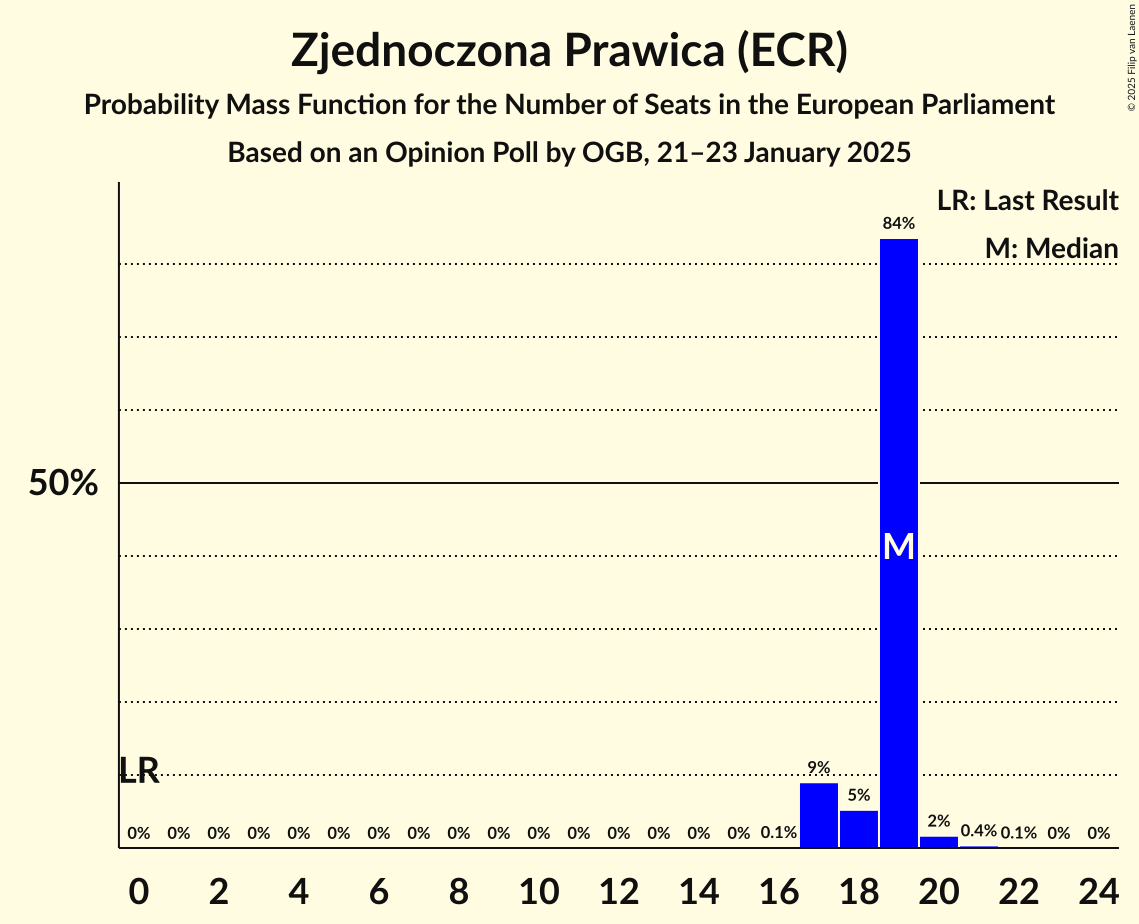 Zjednoczona Prawica (ECR)
Probability Mass Function for the Number of Seats in the European Parliament
Based on an Opinion Poll by OGB, 21–23 January 2025
© 2025 Filip van Laenen
LR: Last Result
M: Median
84%
50%
M
LR
9%
5%
2%
0% 0% 0% 0% 0% 0% 0% 0% 0% 0% 0% 0% 0% 0% 0% 0% 0.1% 0.4% 0.1% 0% 0%
0 2 4 6 8 10 12 14 16 18 20 22 24